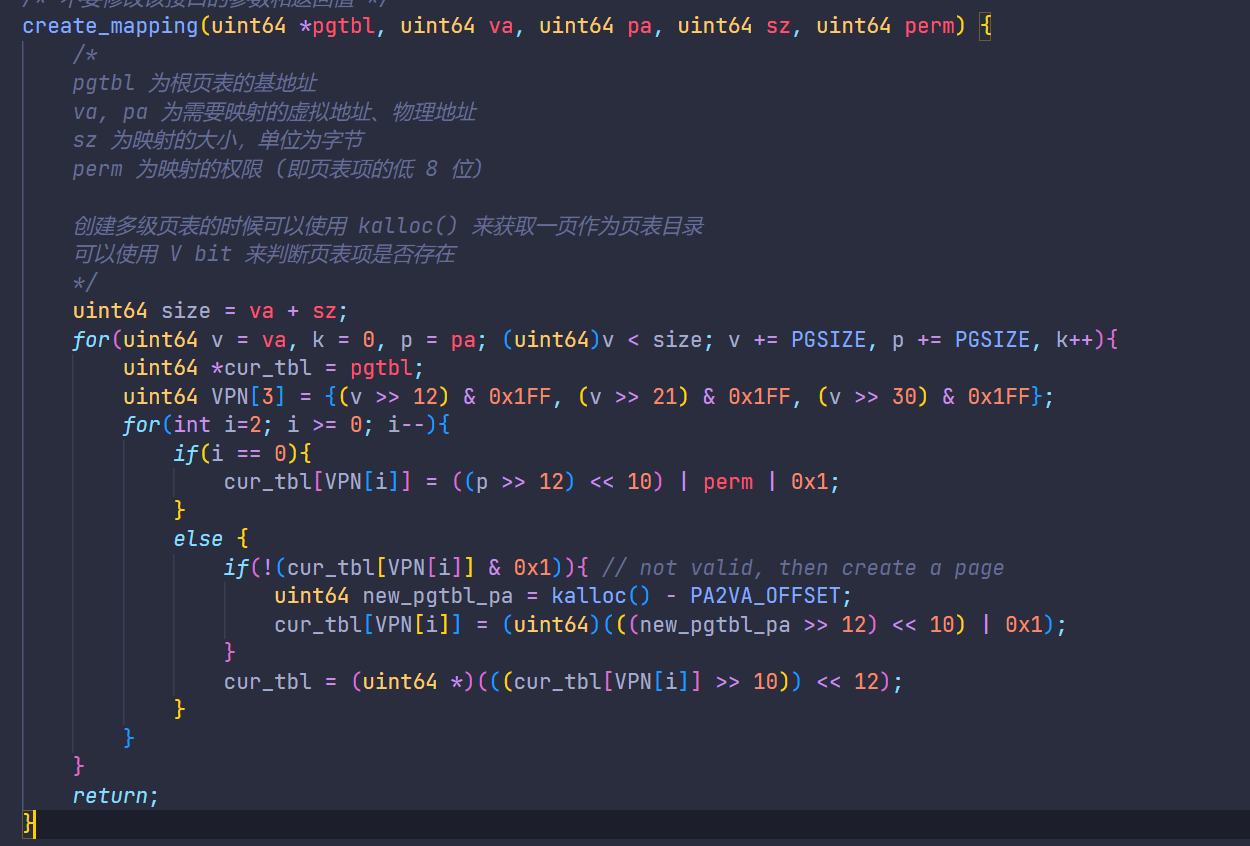 /* 不要修改该接口的参数和返回值 */
create_mapping(uint64 *pgtbl, uint64 va, uint64 pa, uint64 sz, uint64 perm) {
    /*
    pgtbl 为根页表的基地址
    va, pa 为需要映射的虚拟地址、物理地址
    sz 为映射的大小，单位为字节
    perm 为映射的权限 (即页表项的低 8 位)

    创建多级页表的时候可以使用 kalloc() 来获取一页作为页表目录
    可以使用 V bit 来判断页表项是否存在
    */
    uint64 size = va + sz;
    for(uint64 v = va, k = 0, p = pa; (uint64)v < size; v += PGSIZE, p += PGSIZE, k++){
        uint64 *cur_tbl = pgtbl;
        uint64 VPN[3] = {(v >> 12) & 0x1FF, (v >> 21) & 0x1FF, (v >> 30) & 0x1FF};
        for(int i=2; i >= 0; i--){
            if(i == 0){
                cur_tbl[VPN[i]] = ((p >> 12) << 10) | perm | 0x1;
            }
            else {
                if(!(cur_tbl[VPN[i]] & 0x1)){ // not valid, then create a page
                    uint64 new_pgtbl_pa = kalloc() - PA2VA_OFFSET;
                    cur_tbl[VPN[i]] = (uint64)(((new_pgtbl_pa >> 12) << 10) | 0x1);
                }
                cur_tbl = (uint64 *)(((cur_tbl[VPN[i]] >> 10)) << 12);
            }
        }
    }
    return;
}